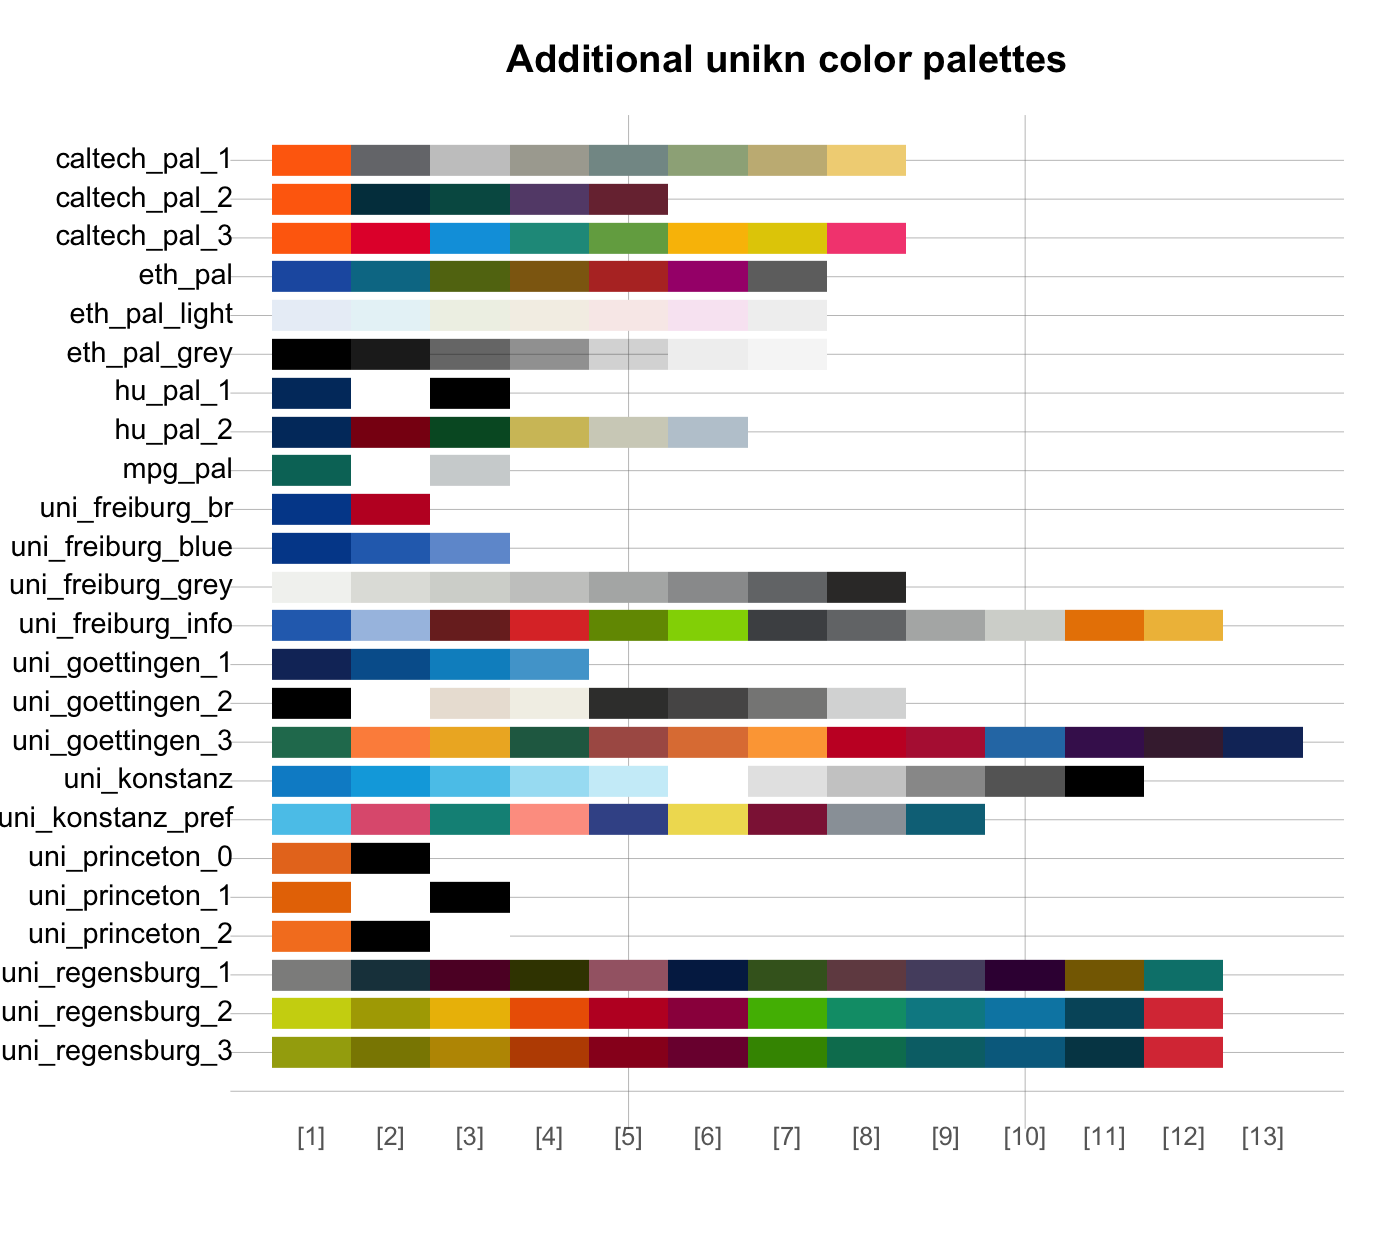 Additional unikn color palettes
caltech_pal_1
caltech_pal_2
caltech_pal_3
eth_pal
eth_pal_light
eth_pal_grey
hu_pal_1
hu_pal_2
mpg_pal
uni_freiburg_br
uni_freiburg_blue
uni_freiburg_grey
uni_freiburg_info
uni_goettingen_1
uni_goettingen_2
uni_goettingen_3
uni_konstanz
uni_konstanz_pref
uni_princeton_0
uni_princeton_1
uni_princeton_2
uni_regensburg_1
uni_regensburg_2
uni_regensburg_3
[1] [2] [3] [4] [5] [6] [7] [8] [9] [10] [11] [12] [13]